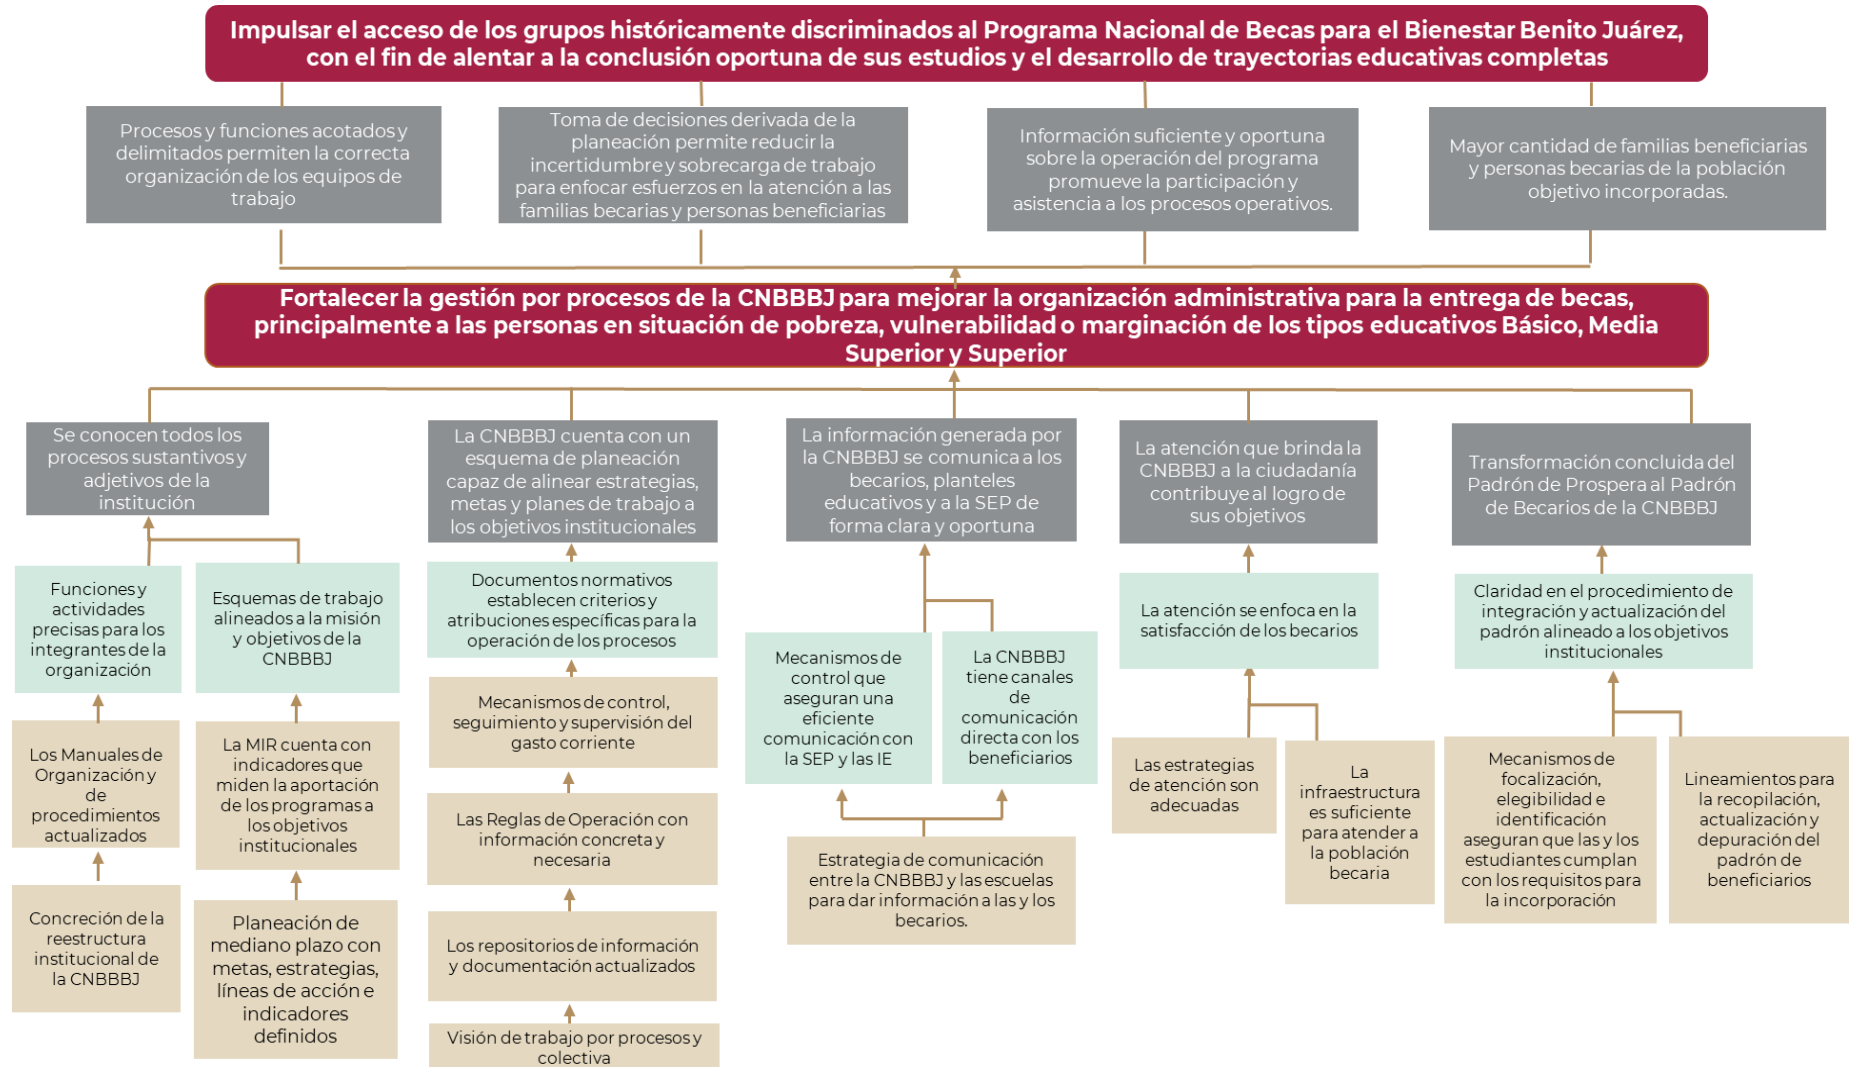 Impulsar el acceso de los grupos históricamente discriminados al Programa Nacional de Becas para el Bienestar Benito Juárez,
con el fin de alentar a la conclusión oportuna de sus estudios y el desarrollo de trayectorias educativas completas
Procesos y funciones acotados y
delimitados permiten la correcta
organización de los equipos de
trabajo
Toma de decisiones derivada de la
planeación permite reducir la
incertidumbre y sobrecarga de trabajo
para enfocar esfuerzos en la atención a las
familias becarias y personas beneficiarias
Información suficiente y oportuna
sobre la operación del programa
promueve la participación y
asistencia a los procesos operativos.
Mayor cantidad de familias beneficiarias
y personas becarias de la población
objetivo incorporadas.
Fortalecer la gestión por procesos de la CNBBBJ para mejorar la organización administrativa para la entrega de becas,
principalmente a las personas en situación de pobreza, vulnerabilidad o marginación de los tipos educativos Básico, Media
Superior y Superior
Se conocen todos los
procesos sustantivos y
adjetivos de la
institución
La CNBBBJ cuenta con un
esquema de planeación
capaz de alinear estrategias,
metas y planes de trabajo a
los objetivos institucionales
La información generada por
la CNBBBJ se comunica a los
becarios, planteles
educativos y a la SEP de
forma clara y oportuna
La atención que brinda la
CNBBBJ a la ciudadanía
contribuye al logro de
sus objetivos
Transformación concluida del
Padrón de Prospera al Padrón
de Becarios de la CNBBBJ
Funciones y
actividades
precisas para los
integrantes de la
organización
Esquemas de trabajo
alineados a la misión
y objetivos de la
CNBBBJ
Documentos normativos
establecen criterios y
atribuciones específicas para la
operación de los procesos
Mecanismos de
control que
aseguran una
eficiente
comunicación con
la SEP y las IE
La CNBBBJ
tiene canales
de
comunicación
directa con los
beneficiarios
La atención se enfoca en la
satisfacción de los becarios
Claridad en el procedimiento de
integración y actualización del
padrón alineado a los objetivos
institucionales
Los Manuales de
Organización y
de
procedimientos
actualizados
La MIR cuenta con
indicadores que
miden la aportación
de los programas a
los objetivos
institucionales
Mecanismos de control,
seguimiento y supervisión del
gasto corriente
Las Reglas de Operación con
información concreta y
necesaria
Estrategia de comunicación
entre la CNBBBJ y las escuelas
para dar información a las y los
becarios.
Las estrategias
de atención son
adecuadas
La
infraestructura
es suficiente
para atender a
la población
becaria
Mecanismos de
focalización,
elegibilidad e
identificación
aseguran que las y los
estudiantes cumplan
con los requisitos para
la incorporación
Lineamientos para
la recopilación,
actualización y
depuración del
padrón de
beneficiarios
Concreción de la
reestructura
institucional de
la CNBBBJ
Planeación de
mediano plazo con
metas, estrategias,
líneas de acción e
indicadores
definidos
Los repositorios de información
y documentación actualizados
Visión de trabajo por procesos y
colectiva